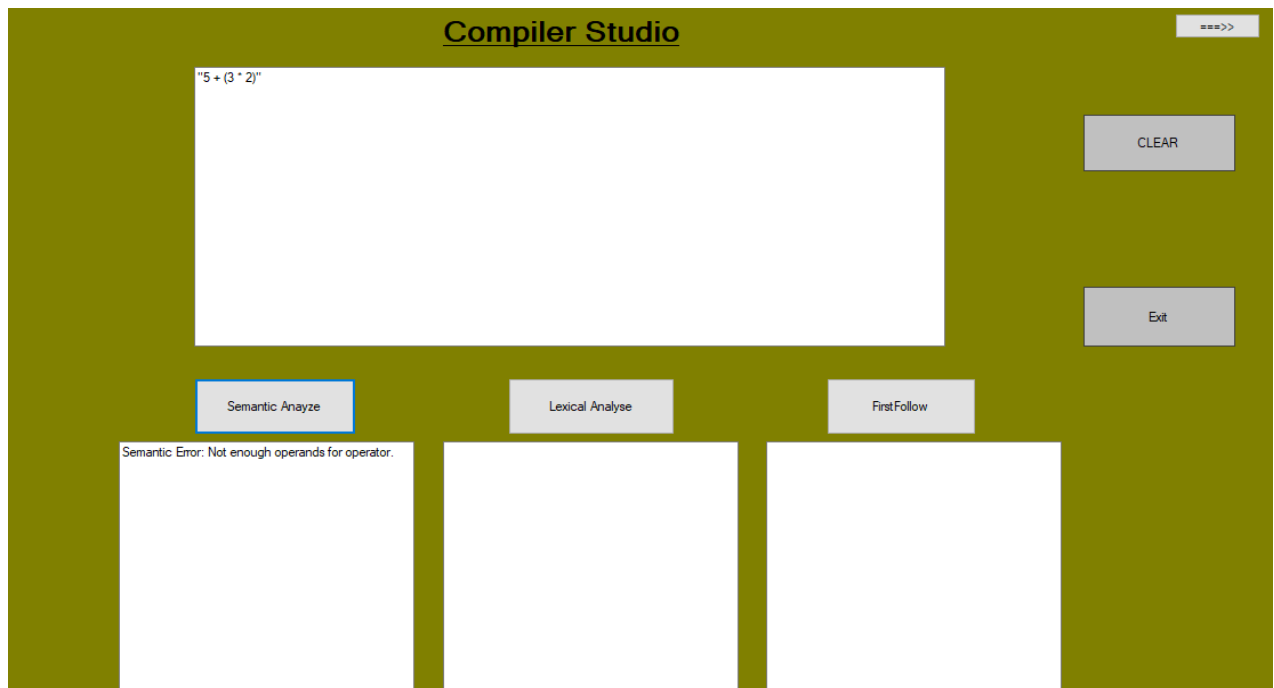 Compiler Studio
===>>
"5 + (3 * 2)"
CLEAR
Exit
Semantic Anayze
Lexical Analyse
FirstFollow
Semantic Error: Not enough operands for operator.